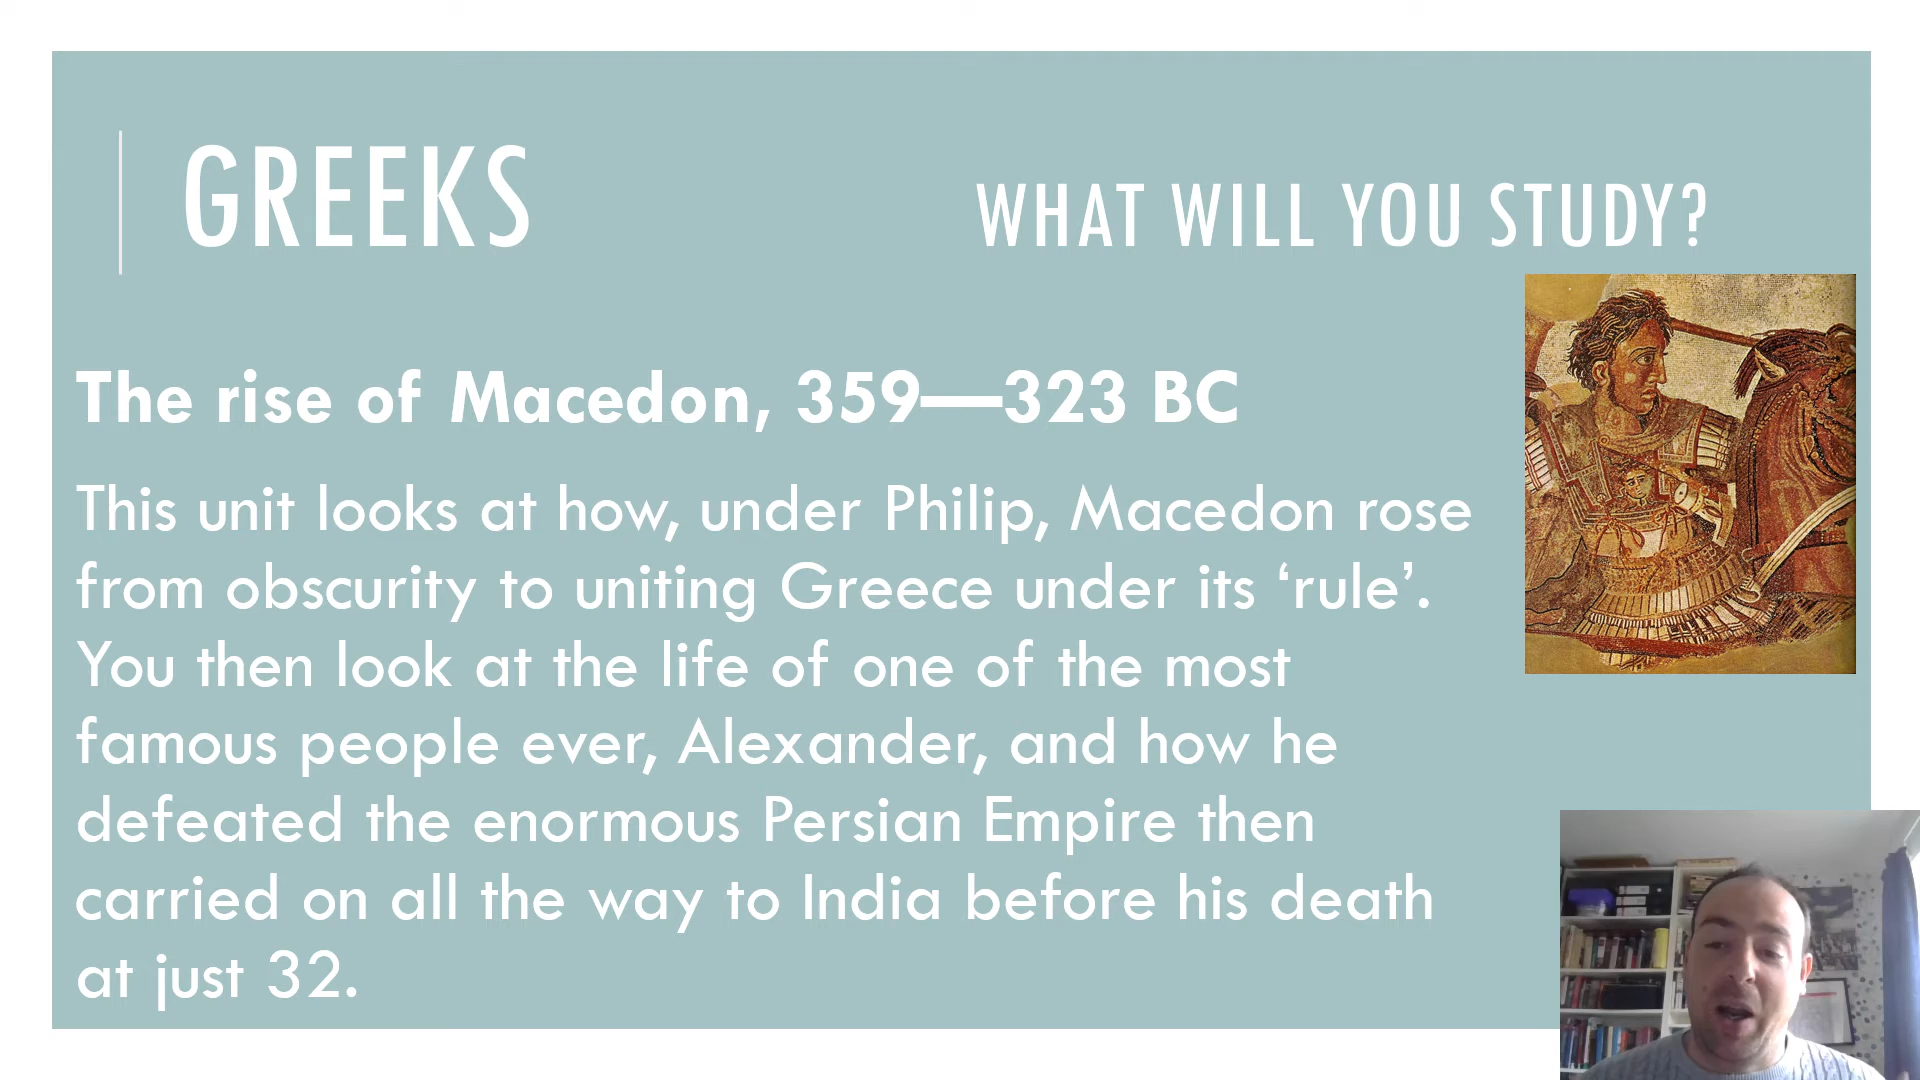 GREEKS
WHAT WILL YOU STUDY?
The rise of Macedon, 359—323 BC
This unit looks at how, under Philip, Macedon rose
from obscurity to uniting Greece under its ‘rule’.
You then look at the life of one of the most
famous people ever, Alexander, and how he
defeated the enormous Persian Empire then
carried on all the way to India before his death
at just 32.